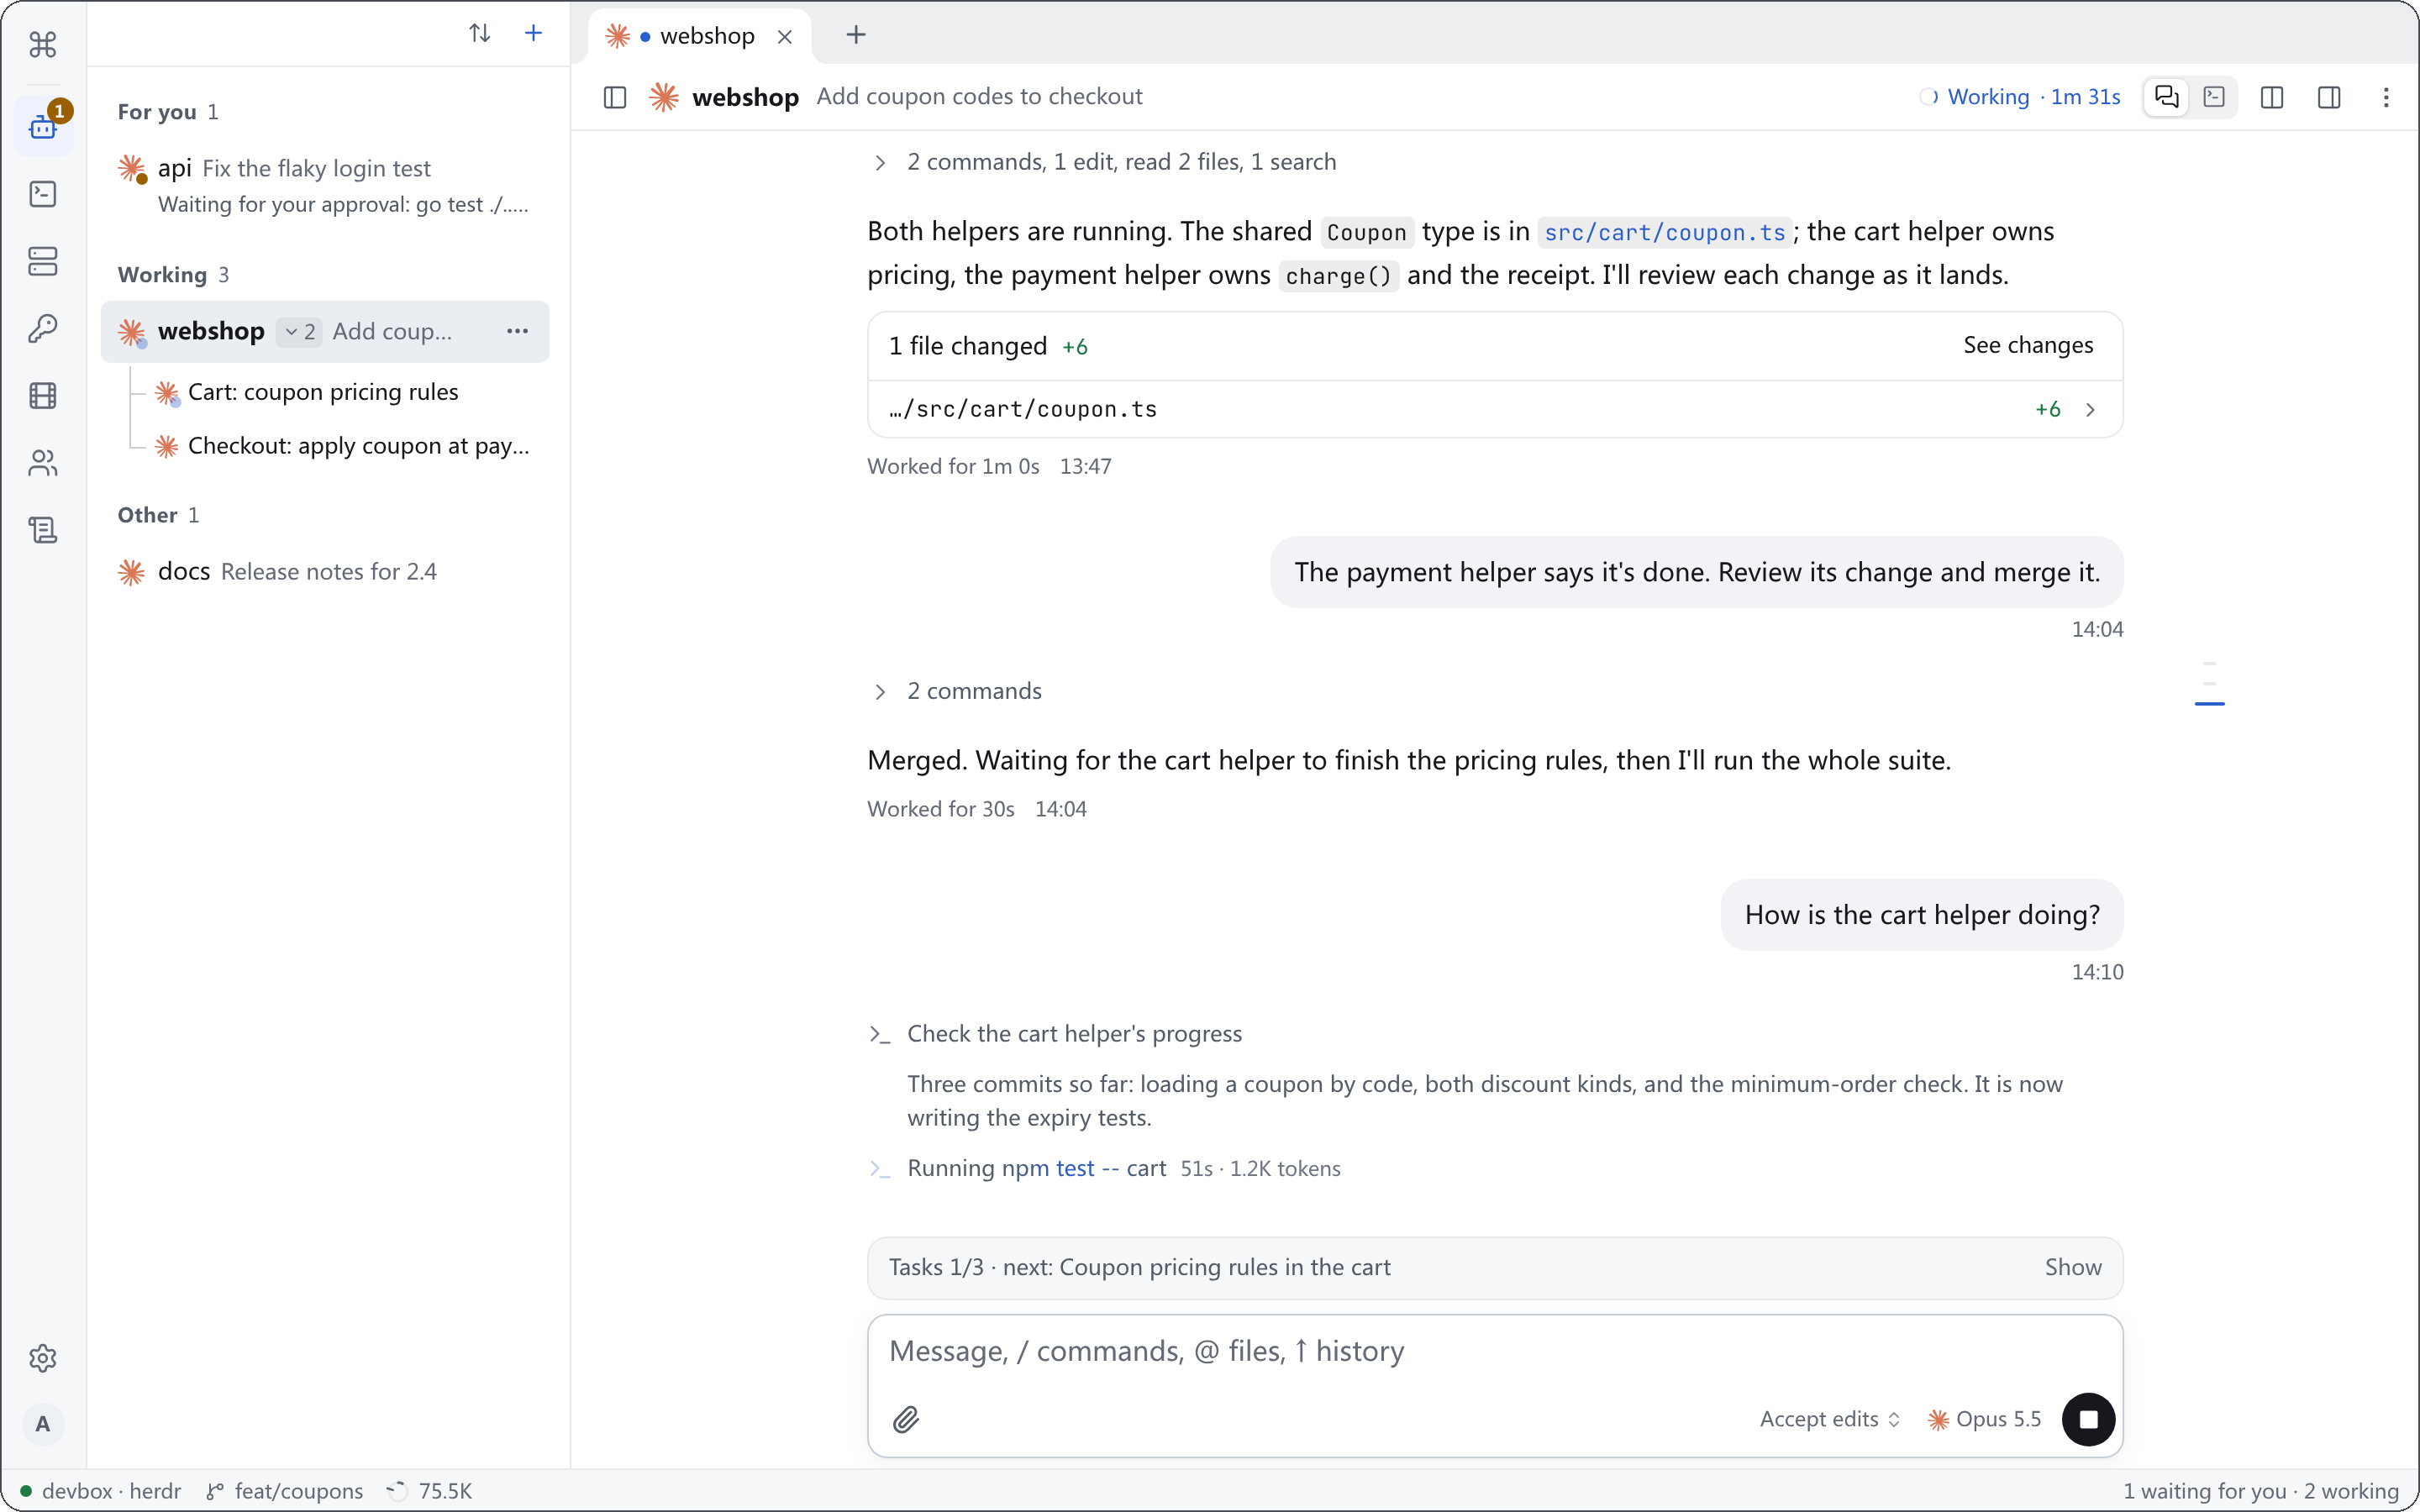 1
For you 1
api Fix the flaky login test
Waiting for your approval: go test ./.....
Working 3
webshop 2 Add coup...
Cart: coupon pricing rules
Checkout: apply coupon at pay...
Other 1
docs Release notes for 2.4
A
webshop
webshop Add coupon codes to checkout
Working · 1m 31s
2 commands, 1 edit, read 2 files, 1 search
Both helpers are running. The shared Coupon type is in src/cart/coupon.ts; the cart helper owns
pricing, the payment helper owns charge() and the receipt. I'll review each change as it lands.
1 file changed +6 See changes
…/src/cart/coupon.ts +6
Worked for 1m 0s 13:47
The payment helper says it's done. Review its change and merge it.
14:04
2 commands
Merged. Waiting for the cart helper to finish the pricing rules, then I'll run the whole suite.
Worked for 30s 14:04
How is the cart helper doing?
14:10
Check the cart helper's progress
Three commits so far: loading a coupon by code, both discount kinds, and the minimum-order check. It is now
writing the expiry tests.
Running npm test -- cart 51s · 1.2K tokens
Tasks 1/3 · next: Coupon pricing rules in the cart Show
Message, / commands, @ files, ↑ history
Accept edits Opus 5.5
devbox · herdr feat/coupons 75.5K
1 waiting for you · 2 working